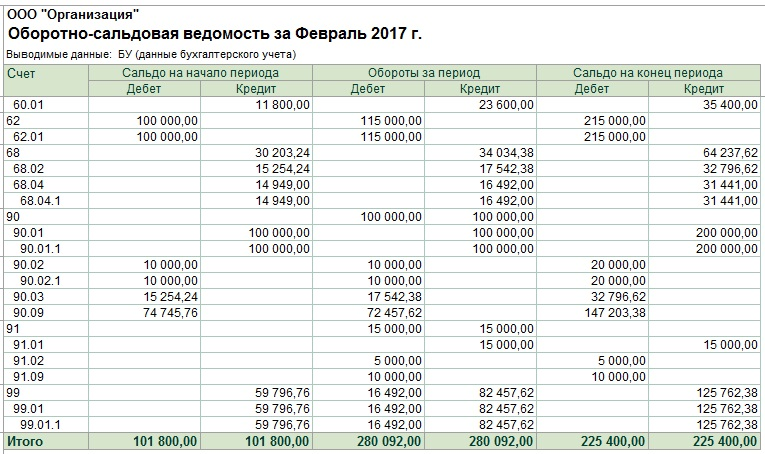 ООО "Организация"
Оборотно-сальдовая ведомость за Февраль 2017 г.
Выводимые данные: БУ (данные бухгалтерского учета)
Счет Сальдо на начало периода Обороты за период Сальдо на конец периода
Дебет Кредит Дебет Кредит Дебет Кредит
60.01 11 800,00 23 600,00 35 400,00
62 100 000,00 115 000,00 215 000,00
62.01 100 000,00 115 000,00 215 000,00
68 30 203,24 34 034,38 64 237,62
68.02 15 254,24 17 542,38 32 796,62
68.04 14 949,00 16 492,00 31 441,00
68.04.1 14 949,00 16 492,00 31 441,00
90 100 000,00 100 000,00
90.01 100 000,00 100 000,00 200 000,00
90.01.1 100 000,00 100 000,00 200 000,00
90.02 10 000,00 10 000,00 20 000,00
90.02.1 10 000,00 10 000,00 20 000,00
90.03 15 254,24 17 542,38 32 796,62
90.09 74 745,76 72 457,62 147 203,38
91 15 000,00 15 000,00
91.01 15 000,00 15 000,00
91.02 5 000,00 5 000,00
91.09 10 000,00 10 000,00
99 59 796,76 16 492,00 82 457,62 125 762,38
99.01 59 796,76 16 492,00 82 457,62 125 762,38
99.01.1 59 796,76 16 492,00 82 457,62 125 762,38
Итого 101 800,00 101 800,00 280 092,00 280 092,00 225 400,00 225 400,00